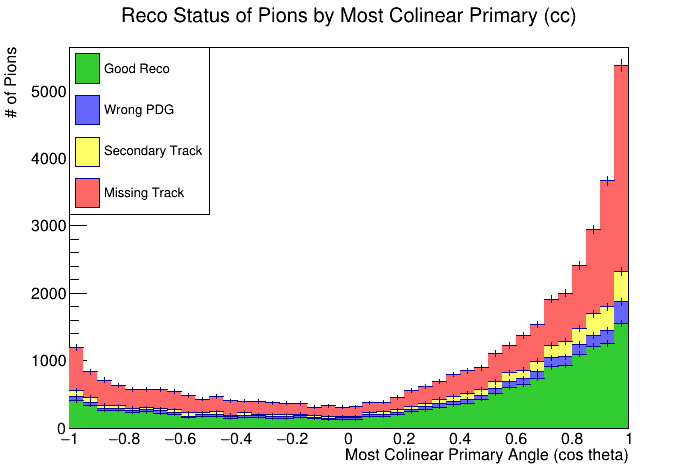 Reco Status of Pions by Most Colinear Primary (cc)
# of Pions
Good Reco
Wrong PDG
Secondary Track
Missing Track
5000
4000
3000
2000
1000
0
−1 −0.8 −0.6 −0.4 −0.2 0 0.2 0.4 0.6 0.8 1
Most Colinear Primary Angle (cos theta)